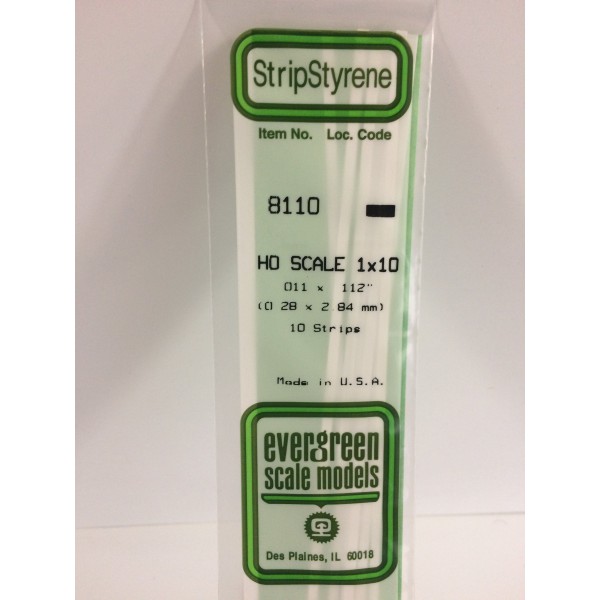 StripStyrene
Item No. Loc. Code
8110
HO SCALE 1x10
.011 x .112"
(0.28 x 2.84 mm)
10 Strips
Made in U.S.A.
evergreen
scale models
Des Plaines, IL 60018